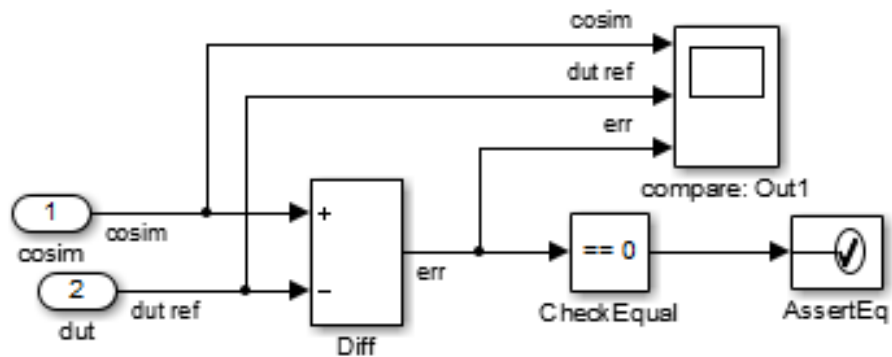 cosim
dut ref
err
compare: Out1
1
cosim
cosim
2
dut ref
dut
+
−
Diff
err
== 0
CheckEqual
AssertEq